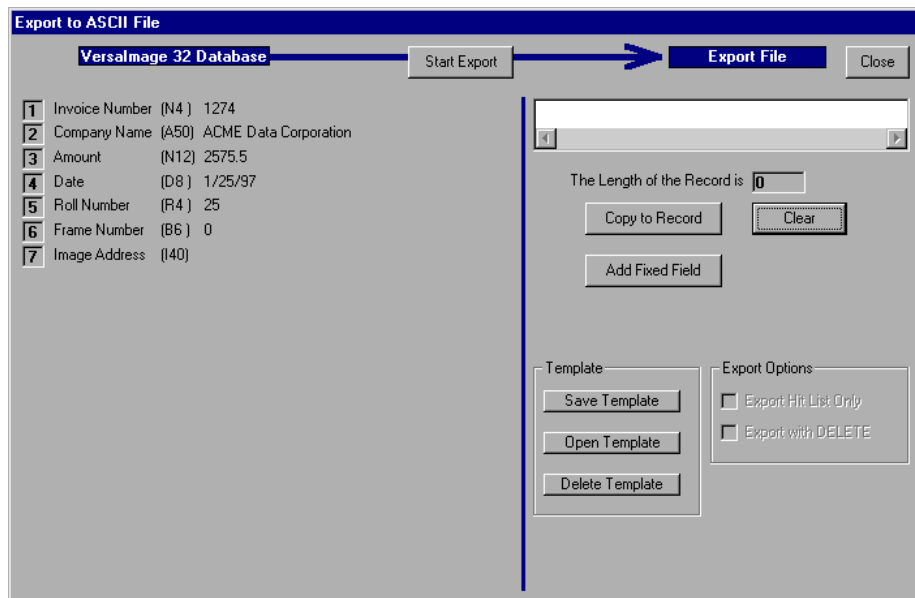 Export to ASCII File
VersaImage 32 Database
Start Export
Export File
Close
1 Invoice Number (N4 ) 1274
2 Company Name (A50) ACME Data Corporation
3 Amount (N12) 2575.5
4 Date (D8 ) 1/25/97
5 Roll Number (R4 ) 25
6 Frame Number (B6 ) 0
7 Image Address (I40)
The Length of the Record is 0
Copy to Record
Clear
Add Fixed Field
Template
Save Template
Open Template
Delete Template
Export Options
Export Hit List Only
Export with DELETE